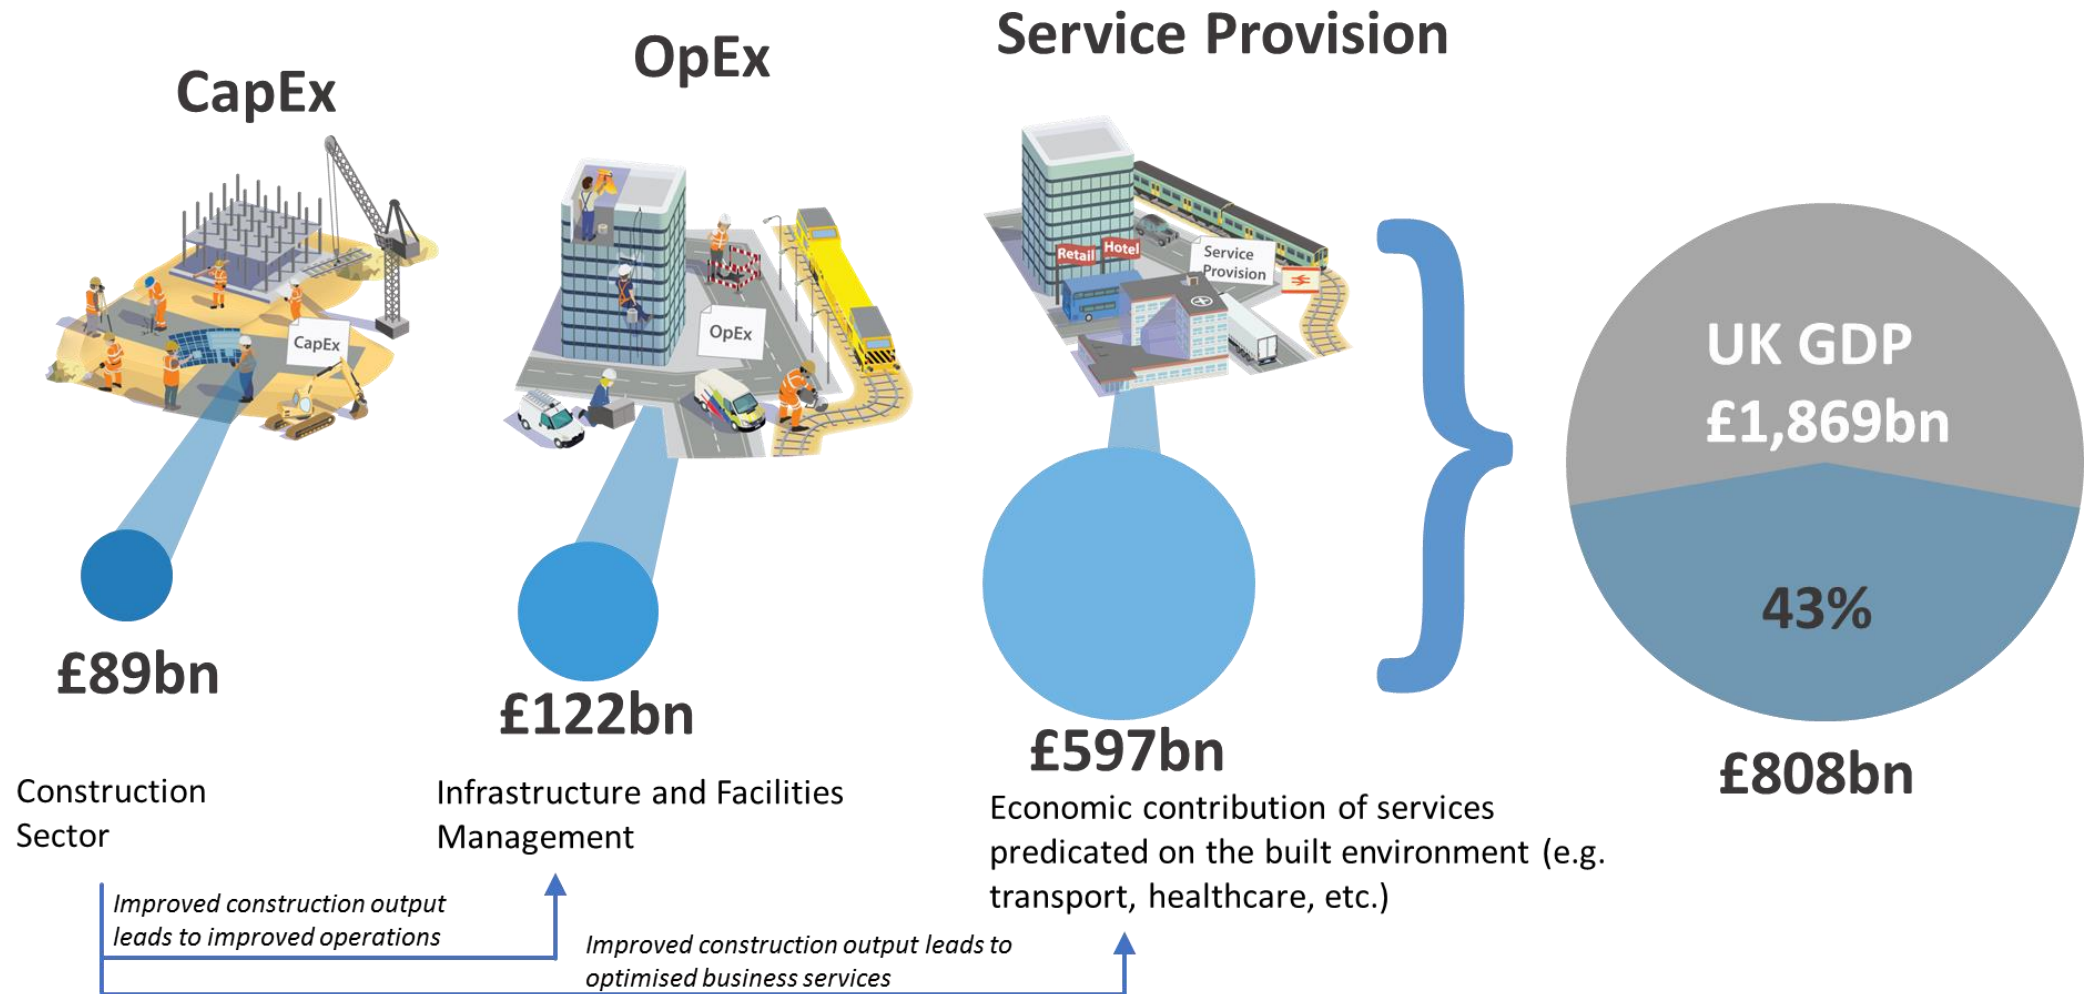 CapEx
OpEx
Service Provision
CapEx
OpEx
Retail
Hotel
Service
Provision
UK GDP
£1,869bn
43%
£89bn
£122bn
£597bn
£808bn
Construction
Sector
Infrastructure and Facilities
Management
Economic contribution of services
predicated on the built environment (e.g.
transport, healthcare, etc.)
Improved construction output
leads to improved operations
Improved construction output leads to
optimised business services